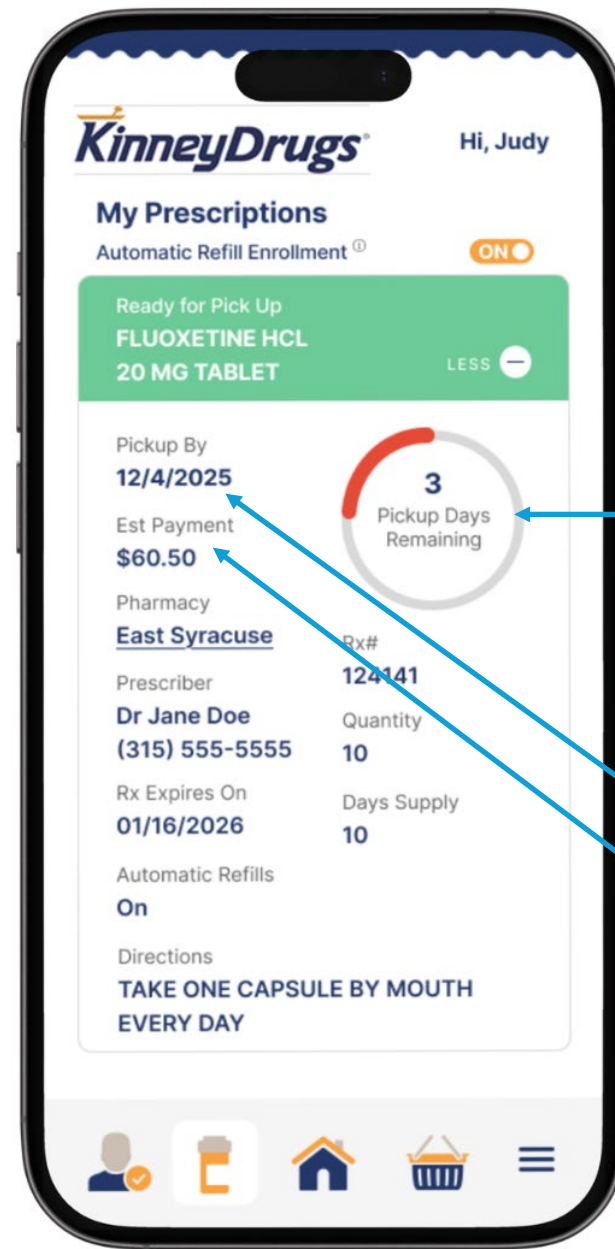 KinneyDrugs
Hi, Judy
My Prescriptions
Automatic Refill Enrollment ⓘ
ON
Ready for Pick Up
FLUOXETINE HCL
20 MG TABLET
LESS
Pickup By
12/4/2025
3
Pickup Days
Remaining
Est Payment
$60.50
Pharmacy
East Syracuse
Rx#
124141
Prescriber
Dr Jane Doe
(315) 555-5555
Quantity
10
Rx Expires On
01/16/2026
Days Supply
10
Automatic Refills
On
Directions
TAKE ONE CAPSULE BY MOUTH
EVERY DAY